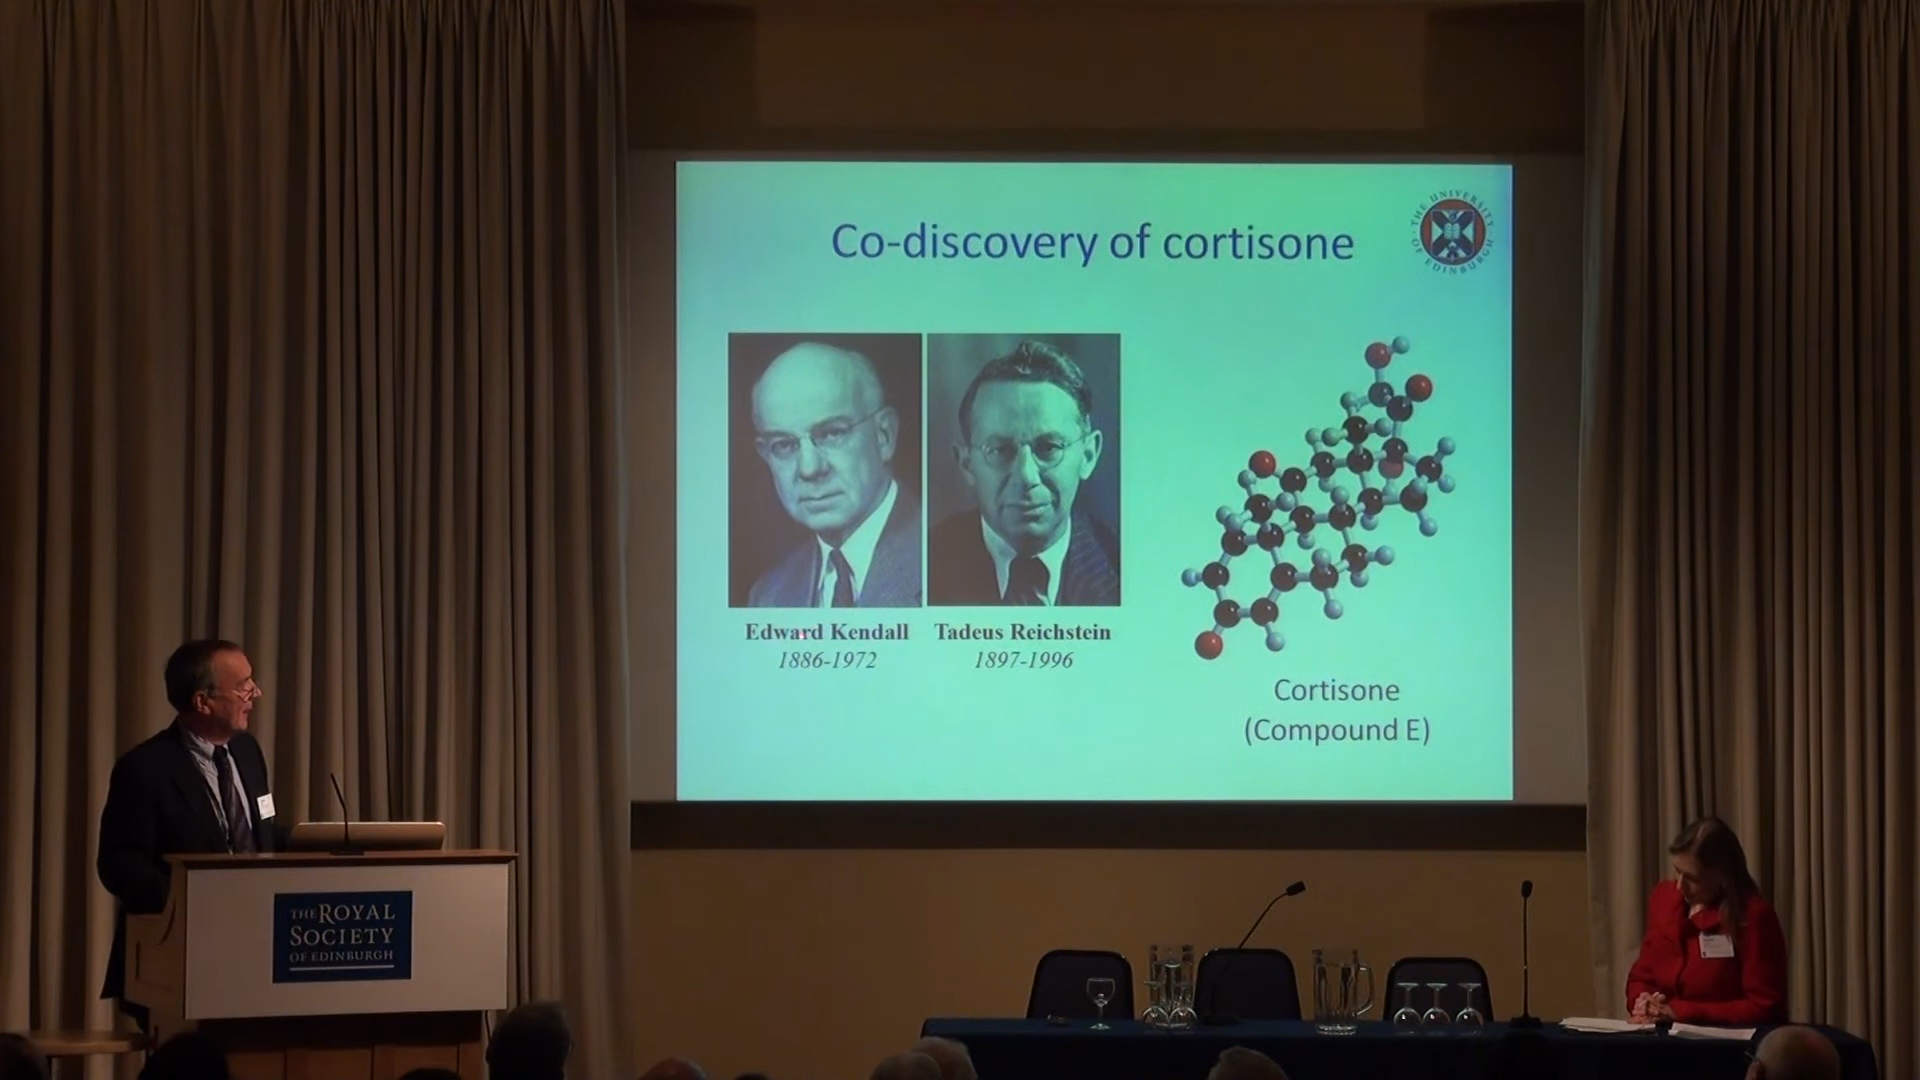 Co-discovery of cortisone
THE UNIVERSITY OF EDINBURGH
Edward Kendall
1886-1972
Tadeus Reichstein
1897-1996
Cortisone
(Compound E)
THE ROYAL
SOCIETY
OF EDINBURGH